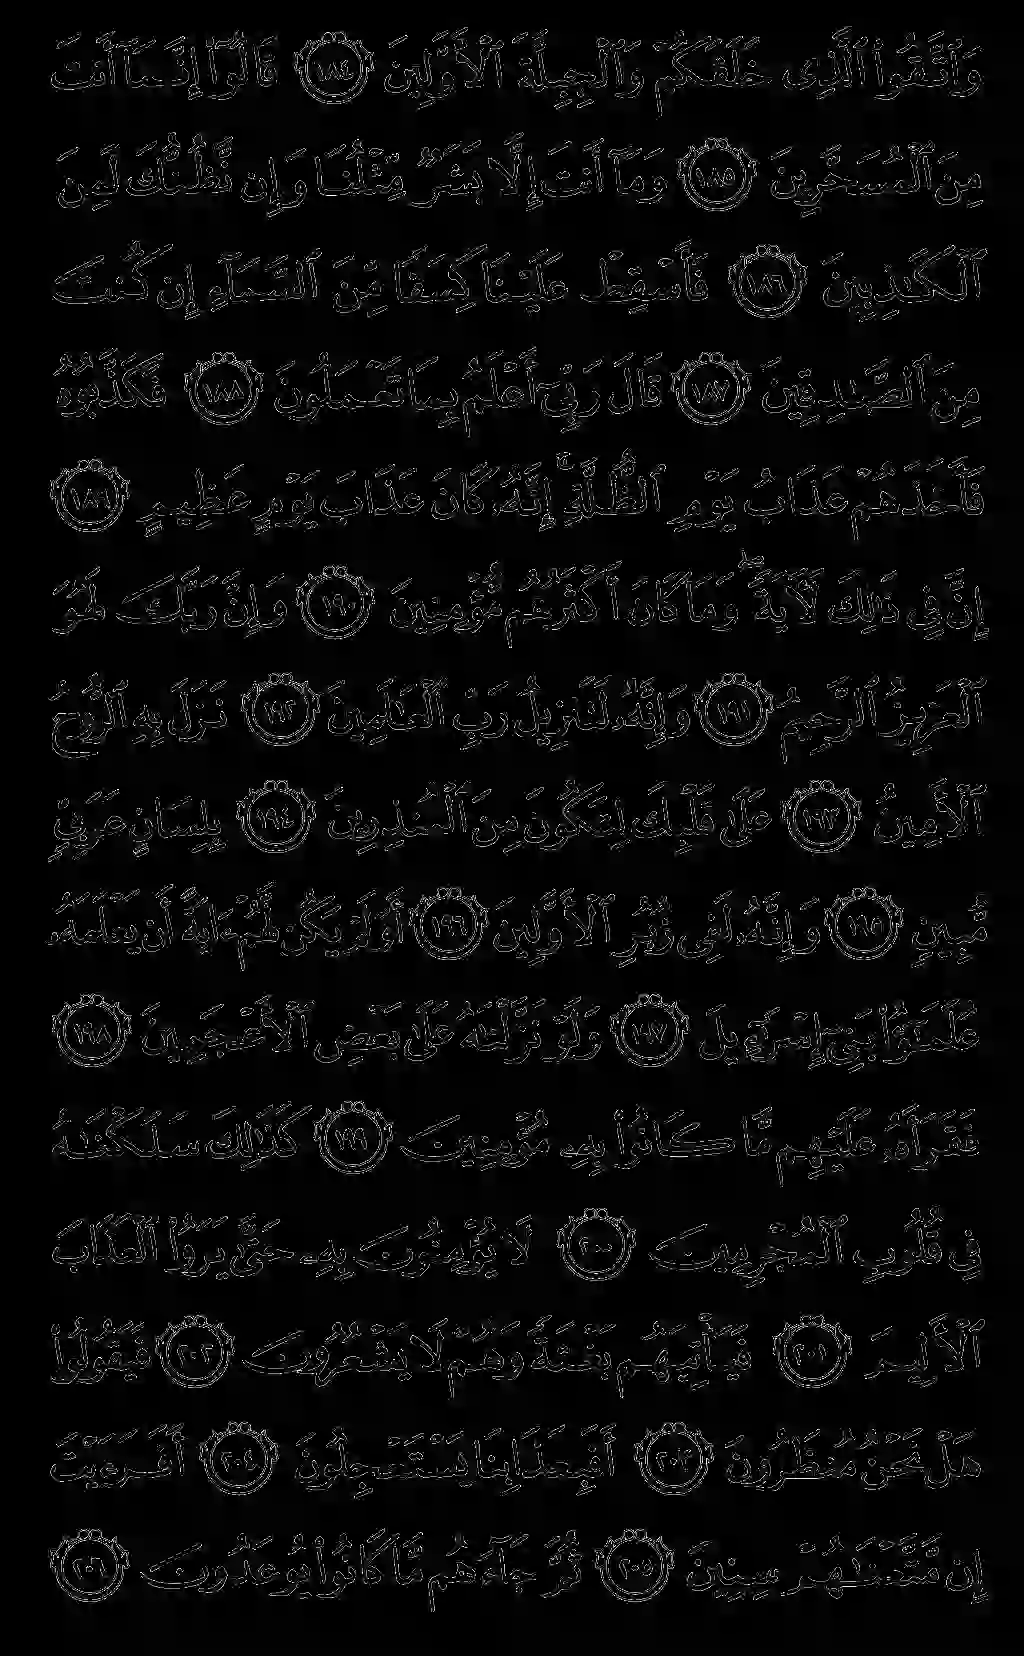 وَٱتَّقُوا۟ ٱلَّذِى خَلَقَكُمْ وَٱلْجِبِلَّةَ ٱلْأَوَّلِينَ ١٨٤ قَالُوٓا۟ إِنَّمَآ أَنتَ
مِنَ ٱلْمُسَحَّرِينَ ١٨٥ وَمَآ أَنتَ إِلَّا بَشَرٌ مِّثْلُنَا وَإِن نَّظُنُّكَ لَمِنَ
ٱلْكَٰذِبِينَ ١٨٦ فَأَسْقِطْ عَلَيْنَا كِسَفًا مِّنَ ٱلسَّمَآءِ إِن كُنتَ
مِنَ ٱلصَّٰدِقِينَ ١٨٧ قَالَ رَبِّىٓ أَعْلَمُ بِمَا تَعْمَلُونَ ١٨٨ فَكَذَّبُوهُ
فَأَخَذَهُمْ عَذَابُ يَوْمِ ٱلظُّلَّةِ ۚ إِنَّهُۥ كَانَ عَذَابَ يَوْمٍ عَظِيمٍ ١٨٩
إِنَّ فِى ذَٰلِكَ لَءَايَةً ۖ وَمَا كَانَ أَكْثَرُهُم مُّؤْمِنِينَ ١٩٠ وَإِنَّ رَبَّكَ لَهُوَ
ٱلْعَزِيزُ ٱلرَّحِيمُ ١٩١ وَإِنَّهُۥ لَتَنزِيلُ رَبِّ ٱلْعَٰلَمِينَ ١٩٢ نَزَلَ بِهِ ٱلرُّوحُ
ٱلْأَمِينُ ١٩٣ عَلَىٰ قَلْبِكَ لِتَكُونَ مِنَ ٱلْمُنذِرِينَ ١٩٤ بِلِسَانٍ عَرَبِىٍّ
مُّبِينٍ ١٩٥ وَإِنَّهُۥ لَفِى زُبُرِ ٱلْأَوَّلِينَ ١٩٦ أَوَلَمْ يَكُن لَّهُمْ ءَايَةً أَن يَعْلَمَهُۥ
عُلَمَٰٓؤُا۟ بَنِىٓ إِسْرَٰٓءِيلَ ١٩٧ وَلَوْ نَزَّلْنَٰهُ عَلَىٰ بَعْضِ ٱلْأَعْجَمِينَ ١٩٨
فَقَرَأَهُۥ عَلَيْهِم مَّا كَانُوا۟ بِهِۦ مُؤْمِنِينَ ١٩٩ كَذَٰلِكَ سَلَكْنَٰهُ
فِى قُلُوبِ ٱلْمُجْرِمِينَ ٢٠٠ لَا يُؤْمِنُونَ بِهِۦ حَتَّىٰ يَرَوُا۟ ٱلْعَذَابَ
ٱلْأَلِيمَ ٢٠١ فَيَأْتِيَهُم بَغْتَةً وَهُمْ لَا يَشْعُرُونَ ٢٠٢ فَيَقُولُوا۟
هَلْ نَحْنُ مُنظَرُونَ ٢٠٣ أَفَبِعَذَابِنَا يَسْتَعْجِلُونَ ٢٠٤ أَفَرَءَيْتَ
إِن مَّتَّعْنَٰهُمْ سِنِينَ ٢٠٥ ثُمَّ جَآءَهُم مَّا كَانُوا۟ يُوعَدُونَ ٢٠٦